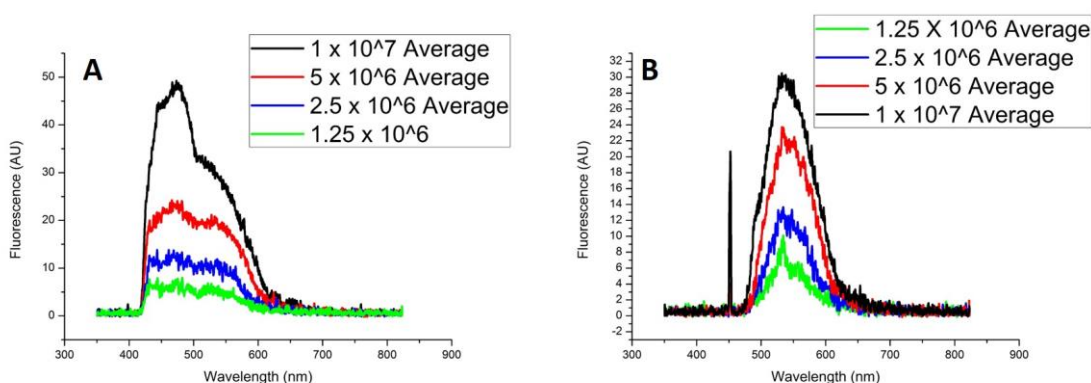 A
1 x 10^7 Average
5 x 10^6 Average
2.5 x 10^6 Average
1.25 x 10^6
Fluorescence (AU)
50
40
30
20
10
0
300 400 500 600 700 800 900
Wavelength (nm)
B
1.25 X 10^6 Average
2.5 x 10^6 Average
5 x 10^6 Average
1 x 10^7 Average
Fluorescence (AU)
32
30
28
26
24
22
20
18
16
14
12
10
8
6
4
2
0
-2
300 400 500 600 700 800 900
Wavelength (nm)